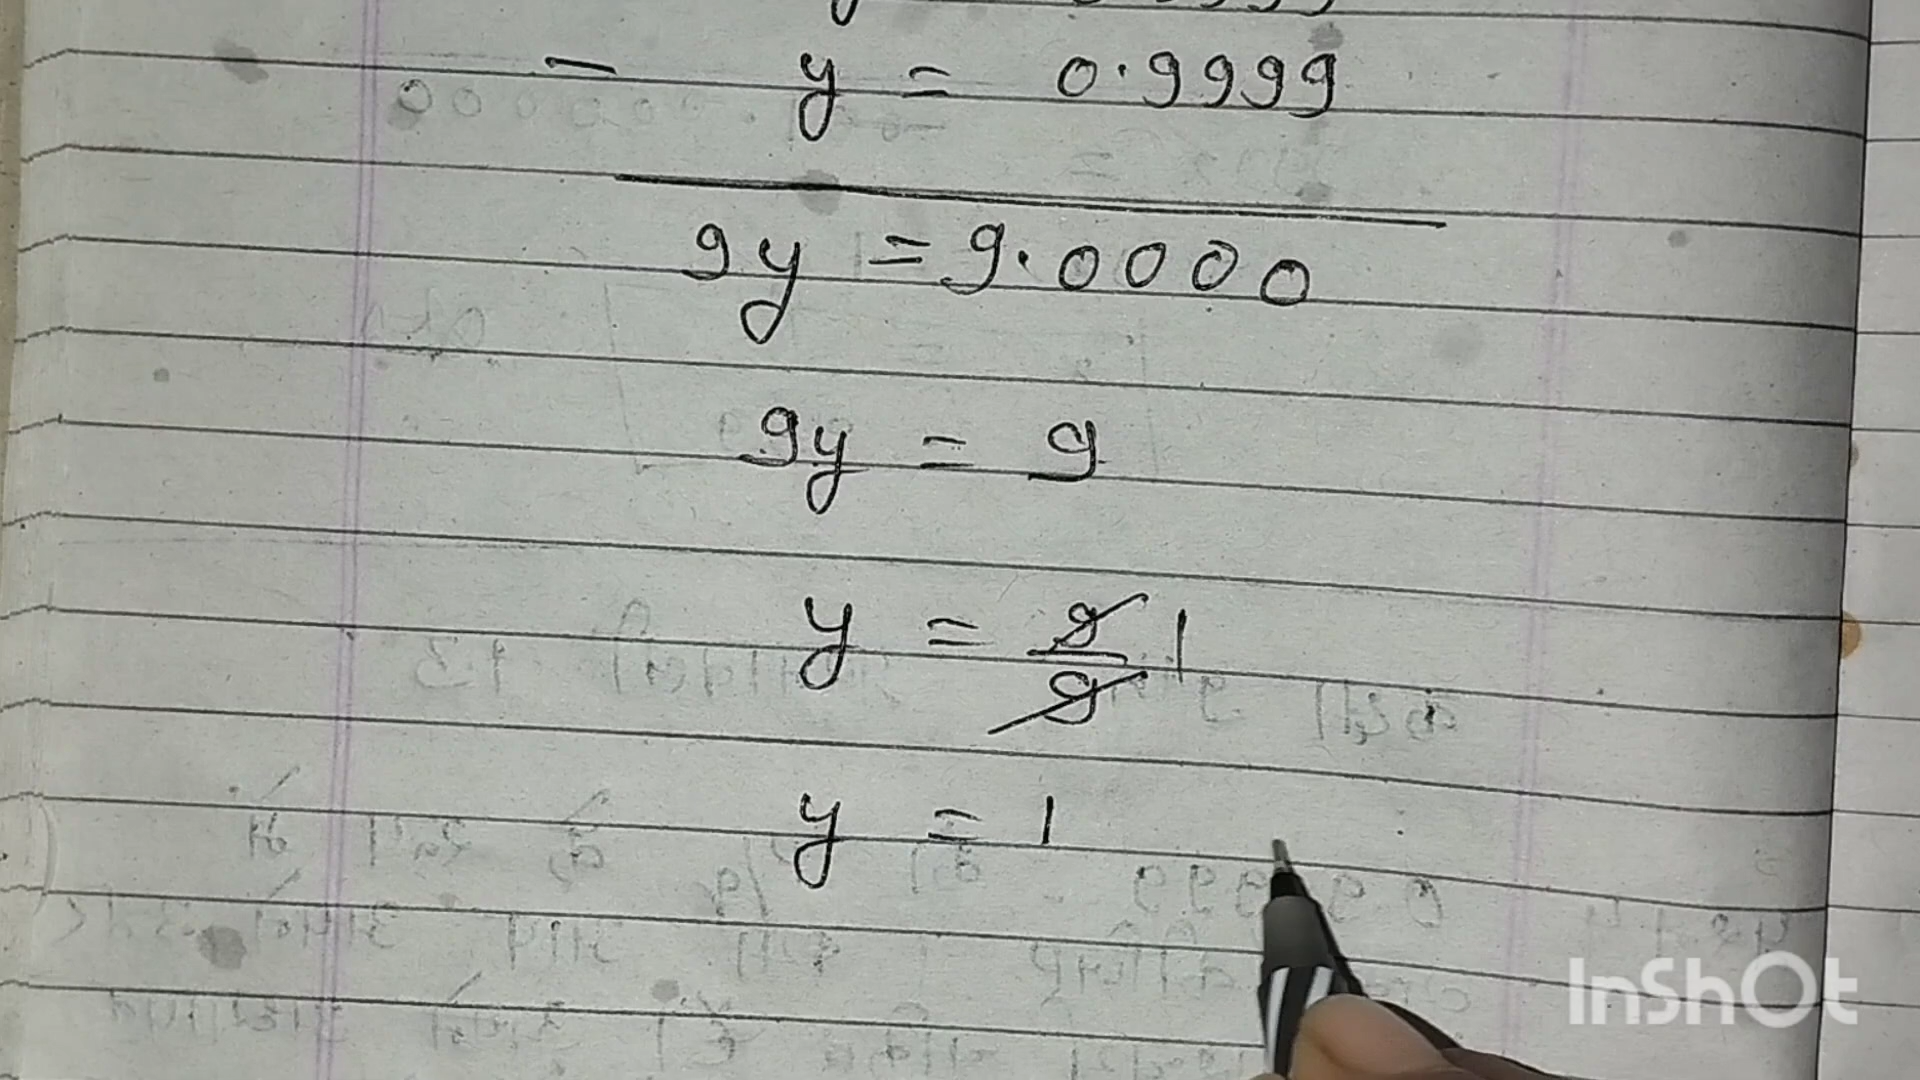 - y = 0.9999
9y = 9.0000
9y = 9
y = 9/9 1
y = 1
InShOt